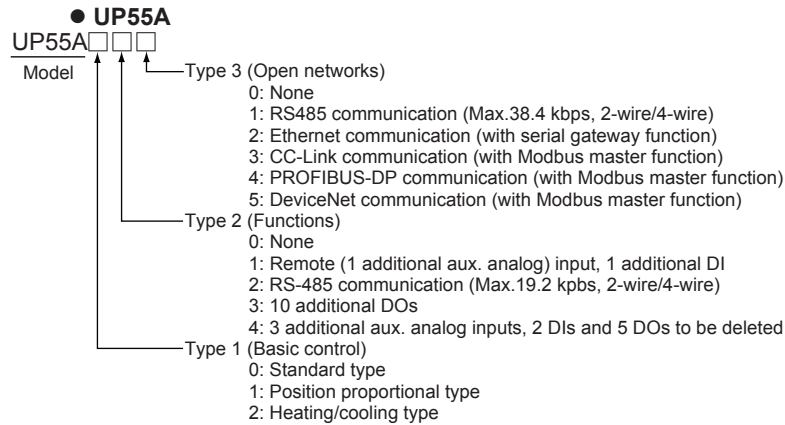 ● UP55A
UP55A□□□
Model
Type 3 (Open networks)
0: None
1: RS485 communication (Max.38.4 kbps, 2-wire/4-wire)
2: Ethernet communication (with serial gateway function)
3: CC-Link communication (with Modbus master function)
4: PROFIBUS-DP communication (with Modbus master function)
5: DeviceNet communication (with Modbus master function)
Type 2 (Functions)
0: None
1: Remote (1 additional aux. analog) input, 1 additional DI
2: RS-485 communication (Max.19.2 kpbs, 2-wire/4-wire)
3: 10 additional DOs
4: 3 additional aux. analog inputs, 2 DIs and 5 DOs to be deleted
Type 1 (Basic control)
0: Standard type
1: Position proportional type
2: Heating/cooling type